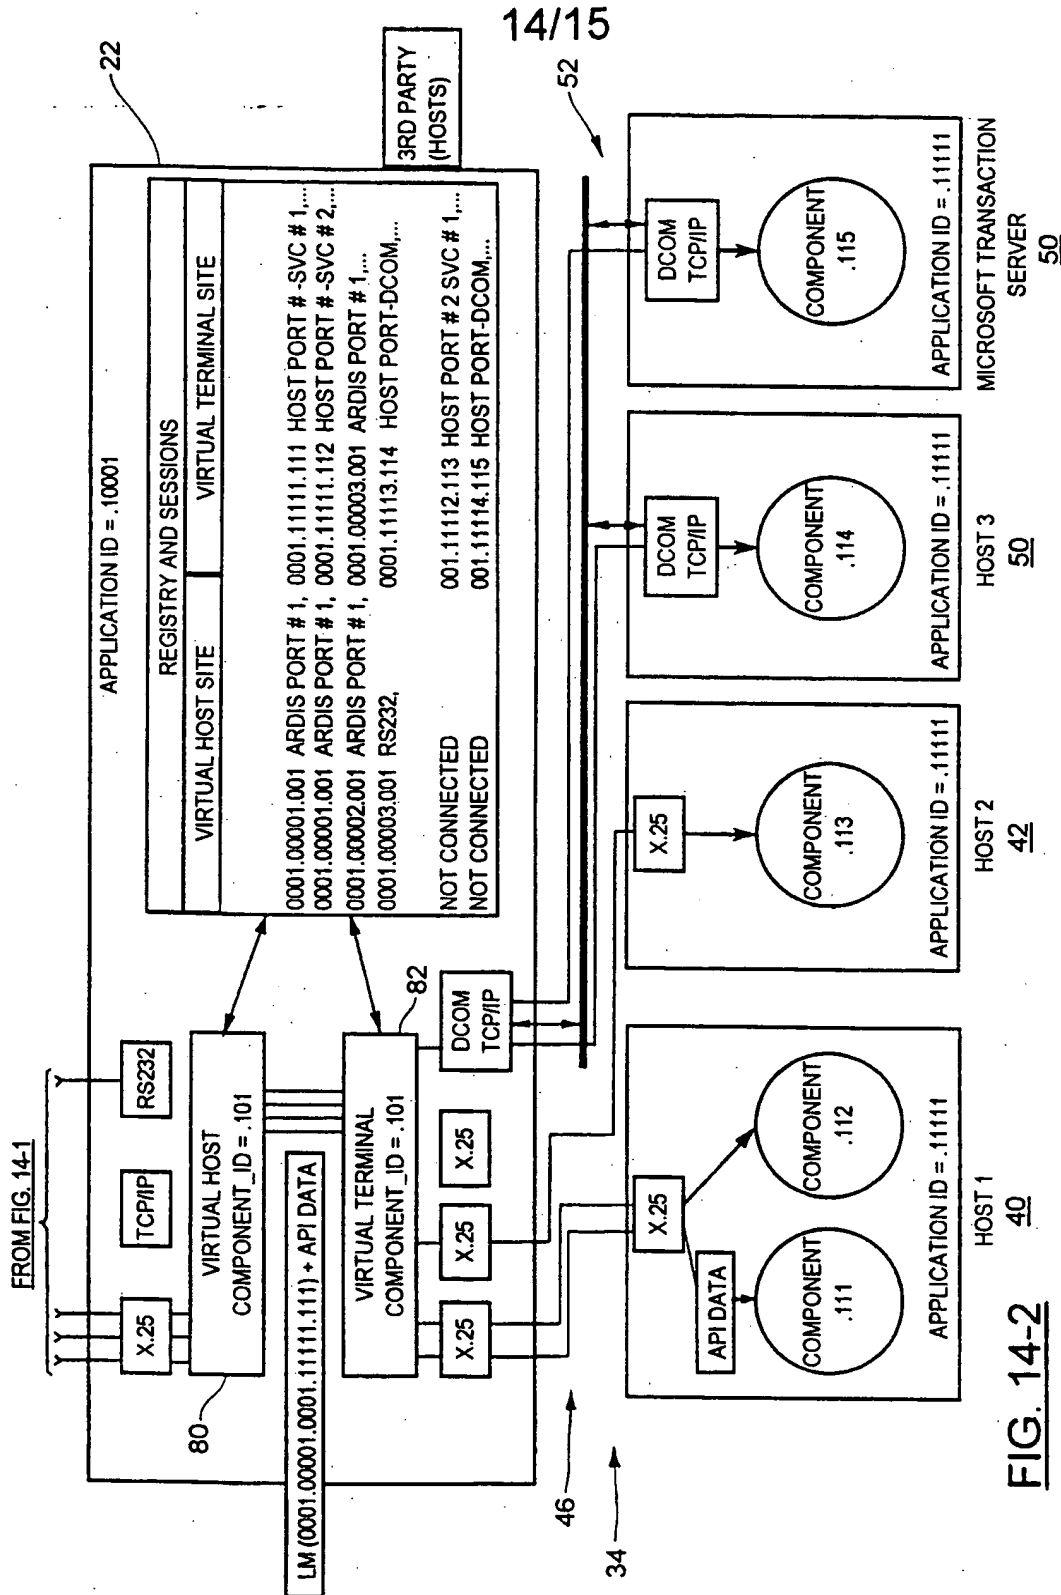 14/15
FROM FIG. 14-1
APPLICATION ID = .10001
22
X.25
TCP/IP
RS232
80
VIRTUAL HOST
COMPONENT_ID = .101
LM (0001.00001.0001.11111.111) + API DATA
VIRTUAL TERMINAL
COMPONENT_ID = .101
82
X.25
X.25
X.25
DCOM
TCP/IP
REGISTRY AND SESSIONS
VIRTUAL HOST SITE
VIRTUAL TERMINAL SITE
0001.00001.001 ARDIS PORT # 1, 0001.11111.111 HOST PORT # -SVC # 1,...
0001.00001.001 ARDIS PORT # 1, 0001.11111.112 HOST PORT # -SVC # 2,...
0001.00002.001 ARDIS PORT # 1, 0001.00003.001 ARDIS PORT # 1,...
0001.00003.001 RS232, 0001.11113.114 HOST PORT-DCOM,...
NOT CONNECTED 001.11112.113 HOST PORT # 2 SVC # 1,...
NOT CONNECTED 001.11114.115 HOST PORT-DCOM,...
3RD PARTY
(HOSTS)
46
34
52
X.25
API DATA
COMPONENT
.111
COMPONENT
.112
APPLICATION ID = .11111
HOST 1
40
X.25
COMPONENT
.113
APPLICATION ID = .11111
HOST 2
42
DCOM
TCP/IP
COMPONENT
.114
APPLICATION ID = .11111
HOST 3
50
DCOM
TCP/IP
COMPONENT
.115
APPLICATION ID = .11111
MICROSOFT TRANSACTION
SERVER
50
FIG. 14-2